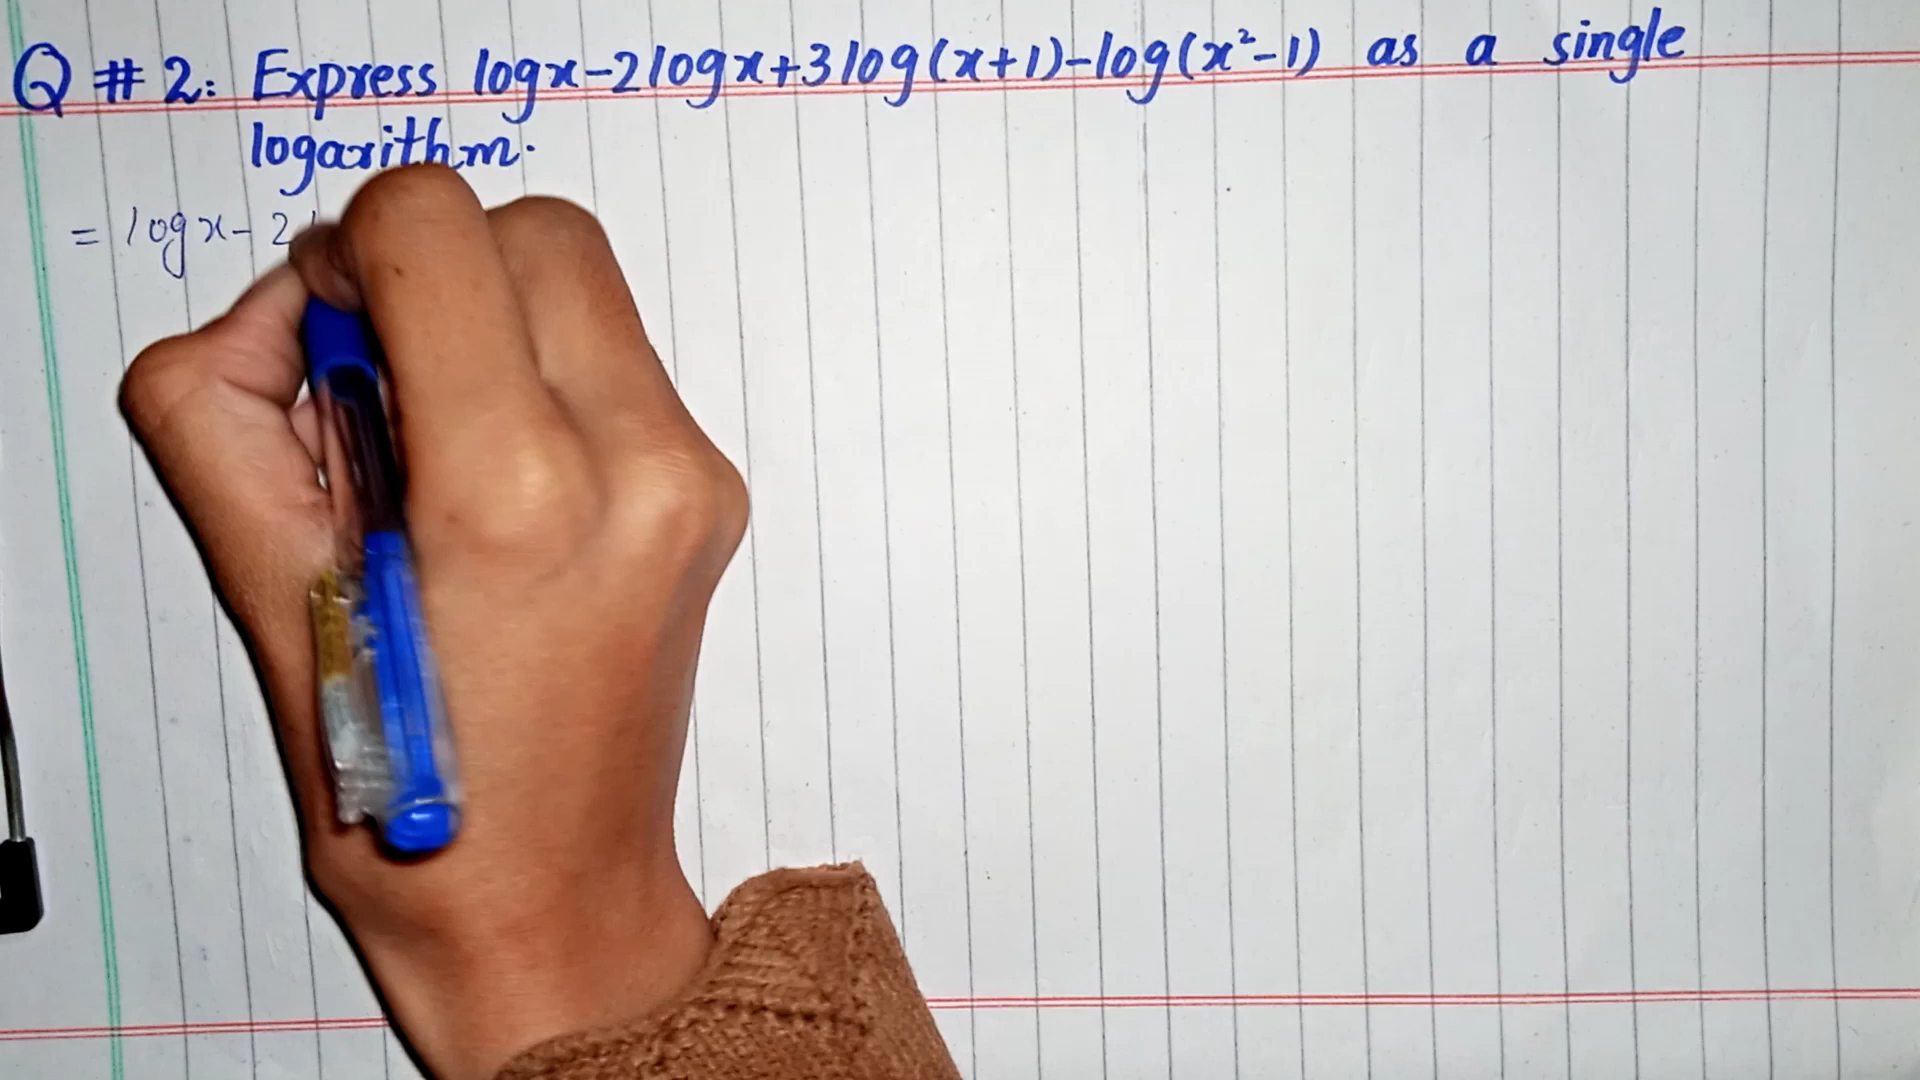 Q # 2: Express logx-2logx+3log(x+1)-log(x²-1) as a single
logarithm.
= logx-2